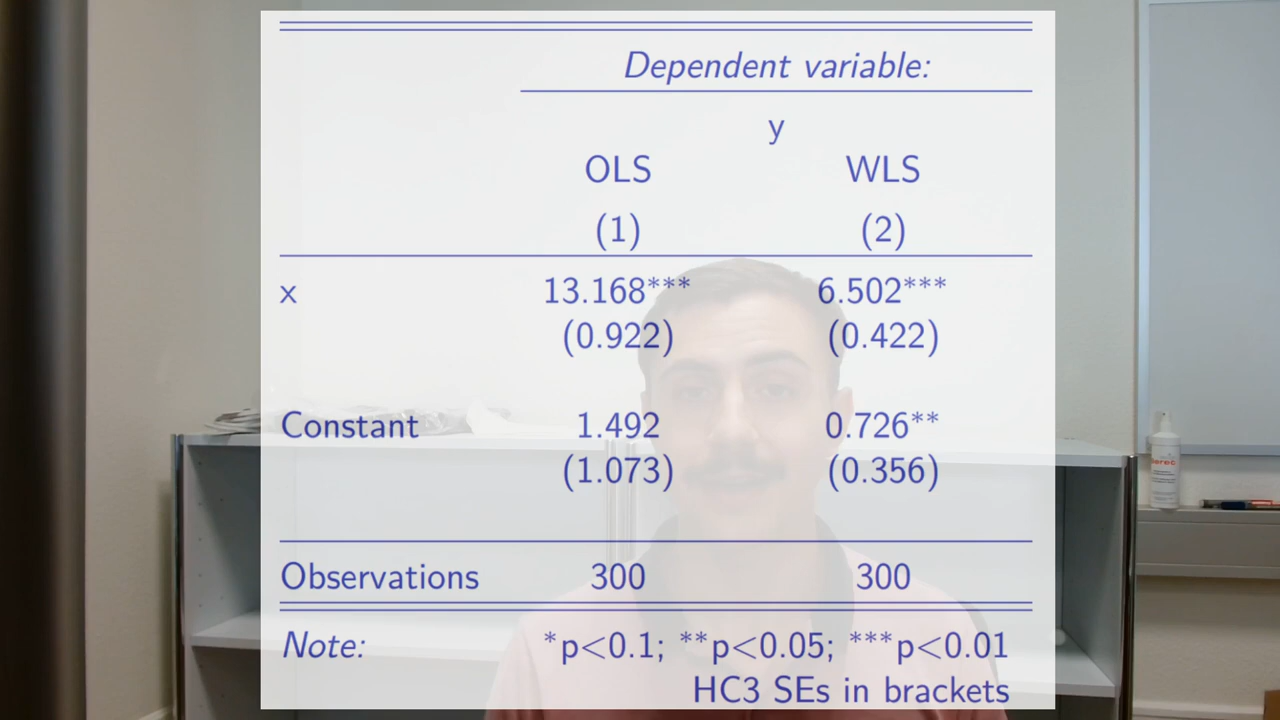 Dependent variable:
y
OLS WLS
(1) (2)
x 13.168*** 6.502***
(0.922) (0.422)
Constant 1.492 0.726**
(1.073) (0.356)
Observations 300 300
Note: *p<0.1; **p<0.05; ***p<0.01
HC3 SEs in brackets